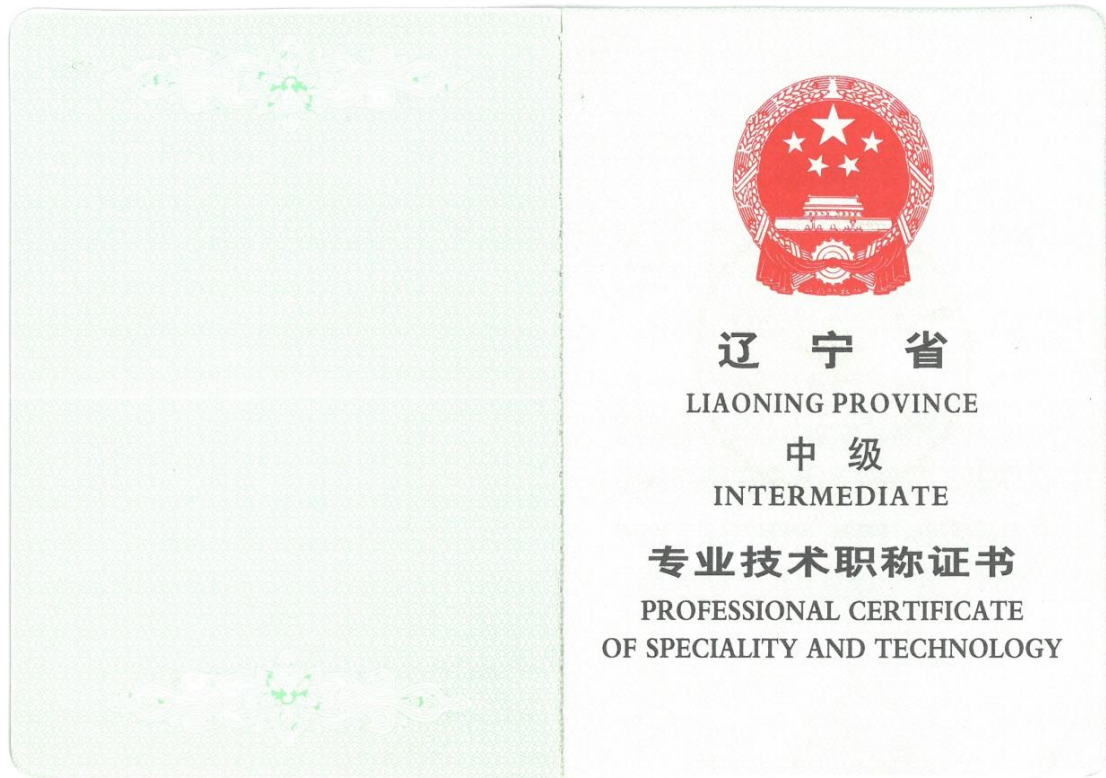 辽宁省
LIAONING PROVINCE
中级
INTERMEDIATE
专业技术职称证书
PROFESSIONAL CERTIFICATE
OF SPECIALITY AND TECHNOLOGY